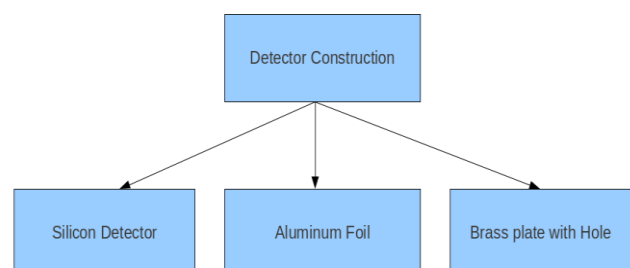 Detector Construction
Silicon Detector
Aluminum Foil
Brass plate with Hole